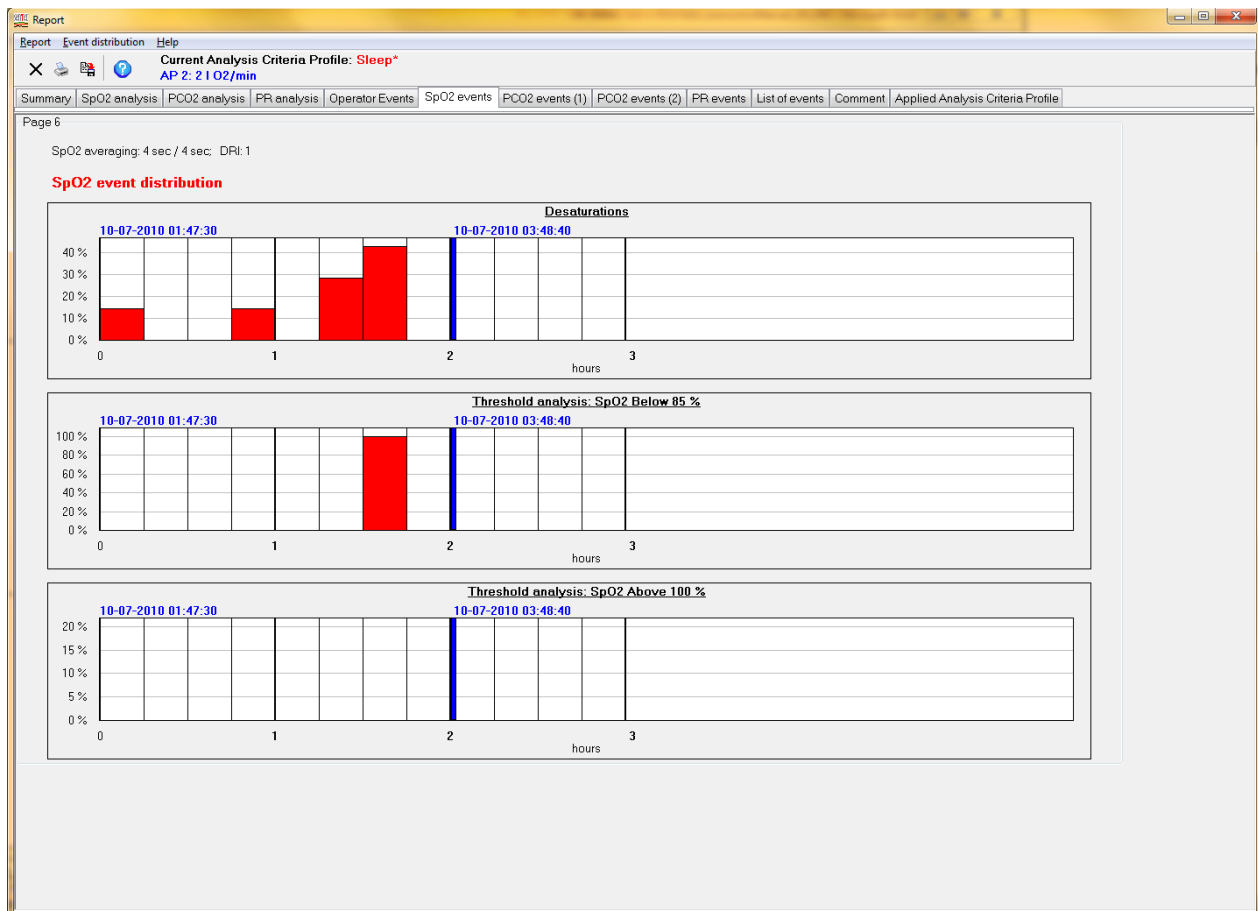 Report
Report Event distribution Help
Current Analysis Criteria Profile: Sleep*
AP 2: 2 l O2/min
Summary SpO2 analysis PCO2 analysis PR analysis Operator Events SpO2 events PCO2 events (1) PCO2 events (2) PR events List of events Comment Applied Analysis Criteria Profile
Page 6
SpO2 averaging: 4 sec / 4 sec; DRI: 1
SpO2 event distribution
Desaturations
10-07-2010 01:47:30 10-07-2010 03:48:40
40 %
30 %
20 %
10 %
0 %
0 1 2 3
hours
Threshold analysis: SpO2 Below 85 %
10-07-2010 01:47:30 10-07-2010 03:48:40
100 %
80 %
60 %
40 %
20 %
0 %
0 1 2 3
hours
Threshold analysis: SpO2 Above 100 %
10-07-2010 01:47:30 10-07-2010 03:48:40
20 %
15 %
10 %
5 %
0 %
0 1 2 3
hours